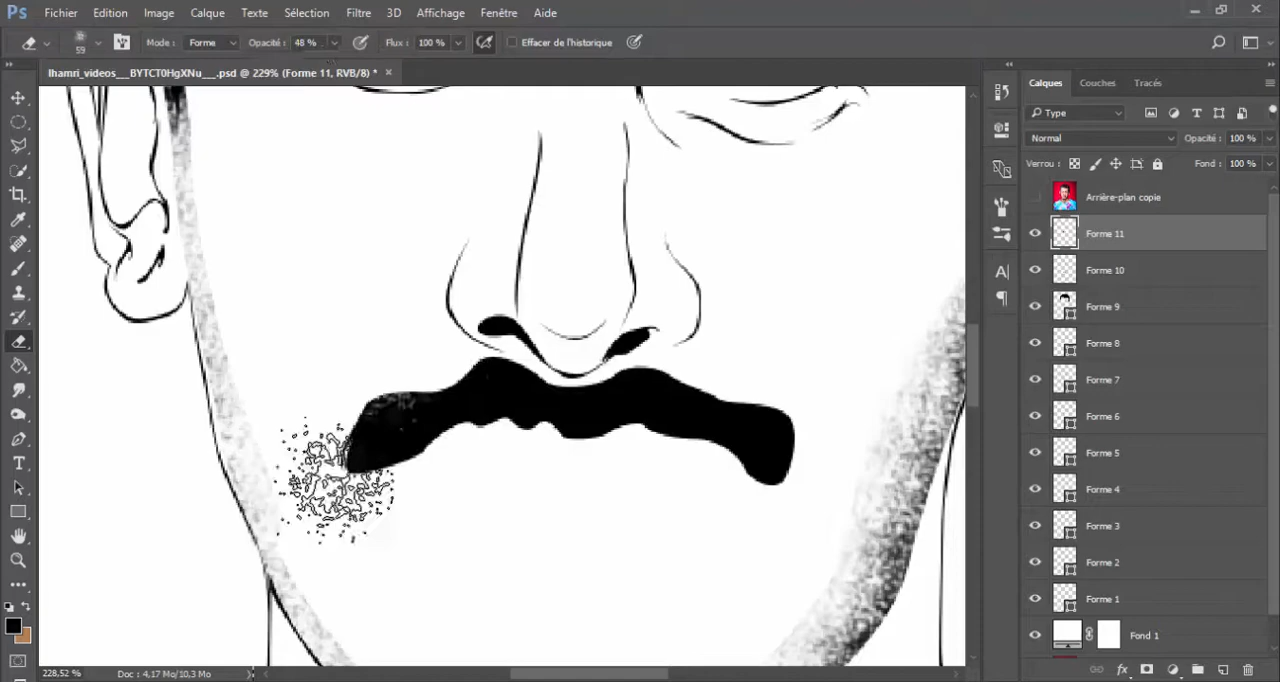 Ps Fichier Edition Image Calque Texte Sélection Filtre 3D Affichage Fenêtre Aide
59 Mode : Forme Opacité : 48 % Flux : 100 % Effacer de l'historique
lhamri_videos___BYTCT0HgXNu___.psd @ 229% (Forme 11, RVB/8) * ×
Calques Couches Tracés
Type
Normal Opacité : 100 %
Verrou : Fond : 100 %
Arrière-plan copie
Forme 11
Forme 10
Forme 9
Forme 8
Forme 7
Forme 6
Forme 5
Forme 4
Forme 3
Forme 2
Forme 1
Fond 1
228,52 % Doc : 4,17 Mo/10,3 Mo